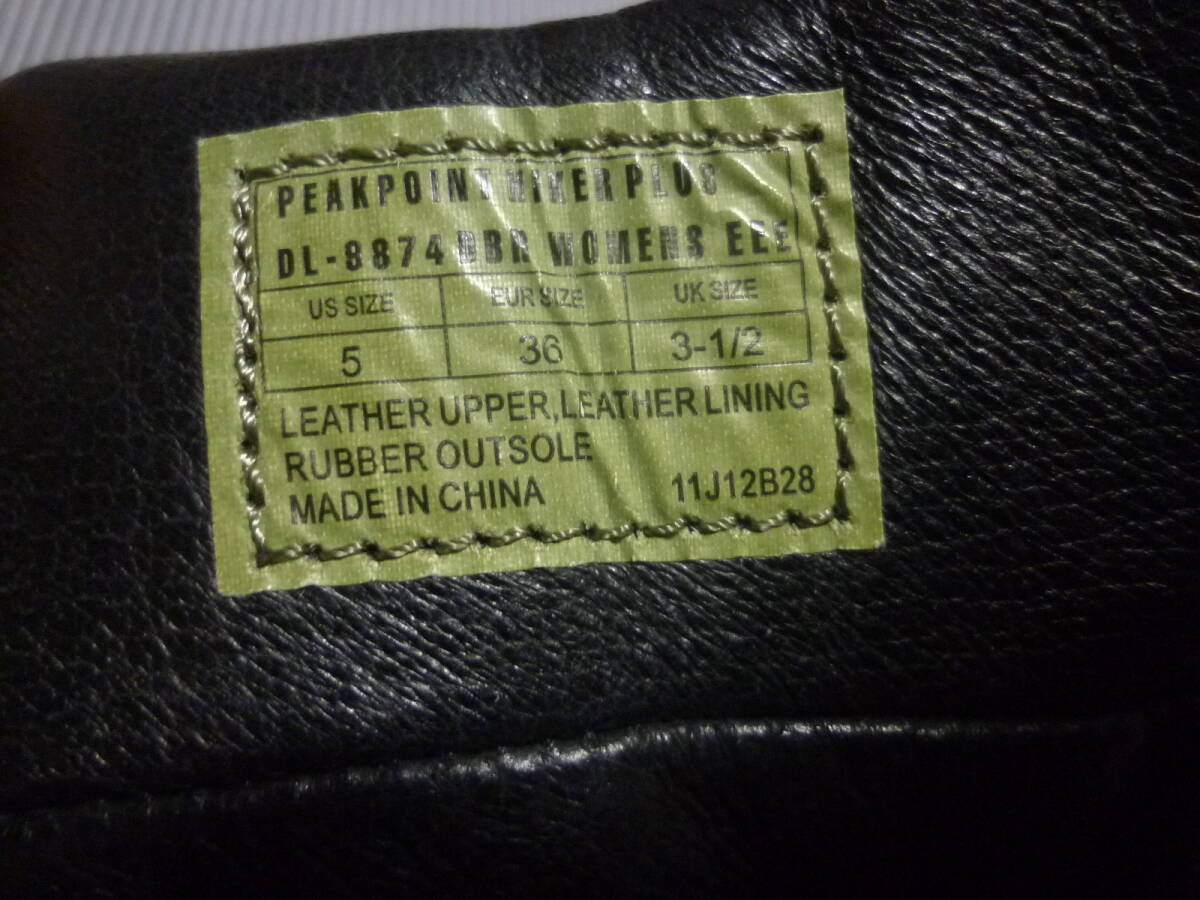 PEAKPOINT HIKER PLUS
DL-8874 DBR WOMENS EEE
US SIZE EUR SIZE UK SIZE
5 36 3-1/2
LEATHER UPPER,LEATHER LINING
RUBBER OUTSOLE
MADE IN CHINA 11J12B28